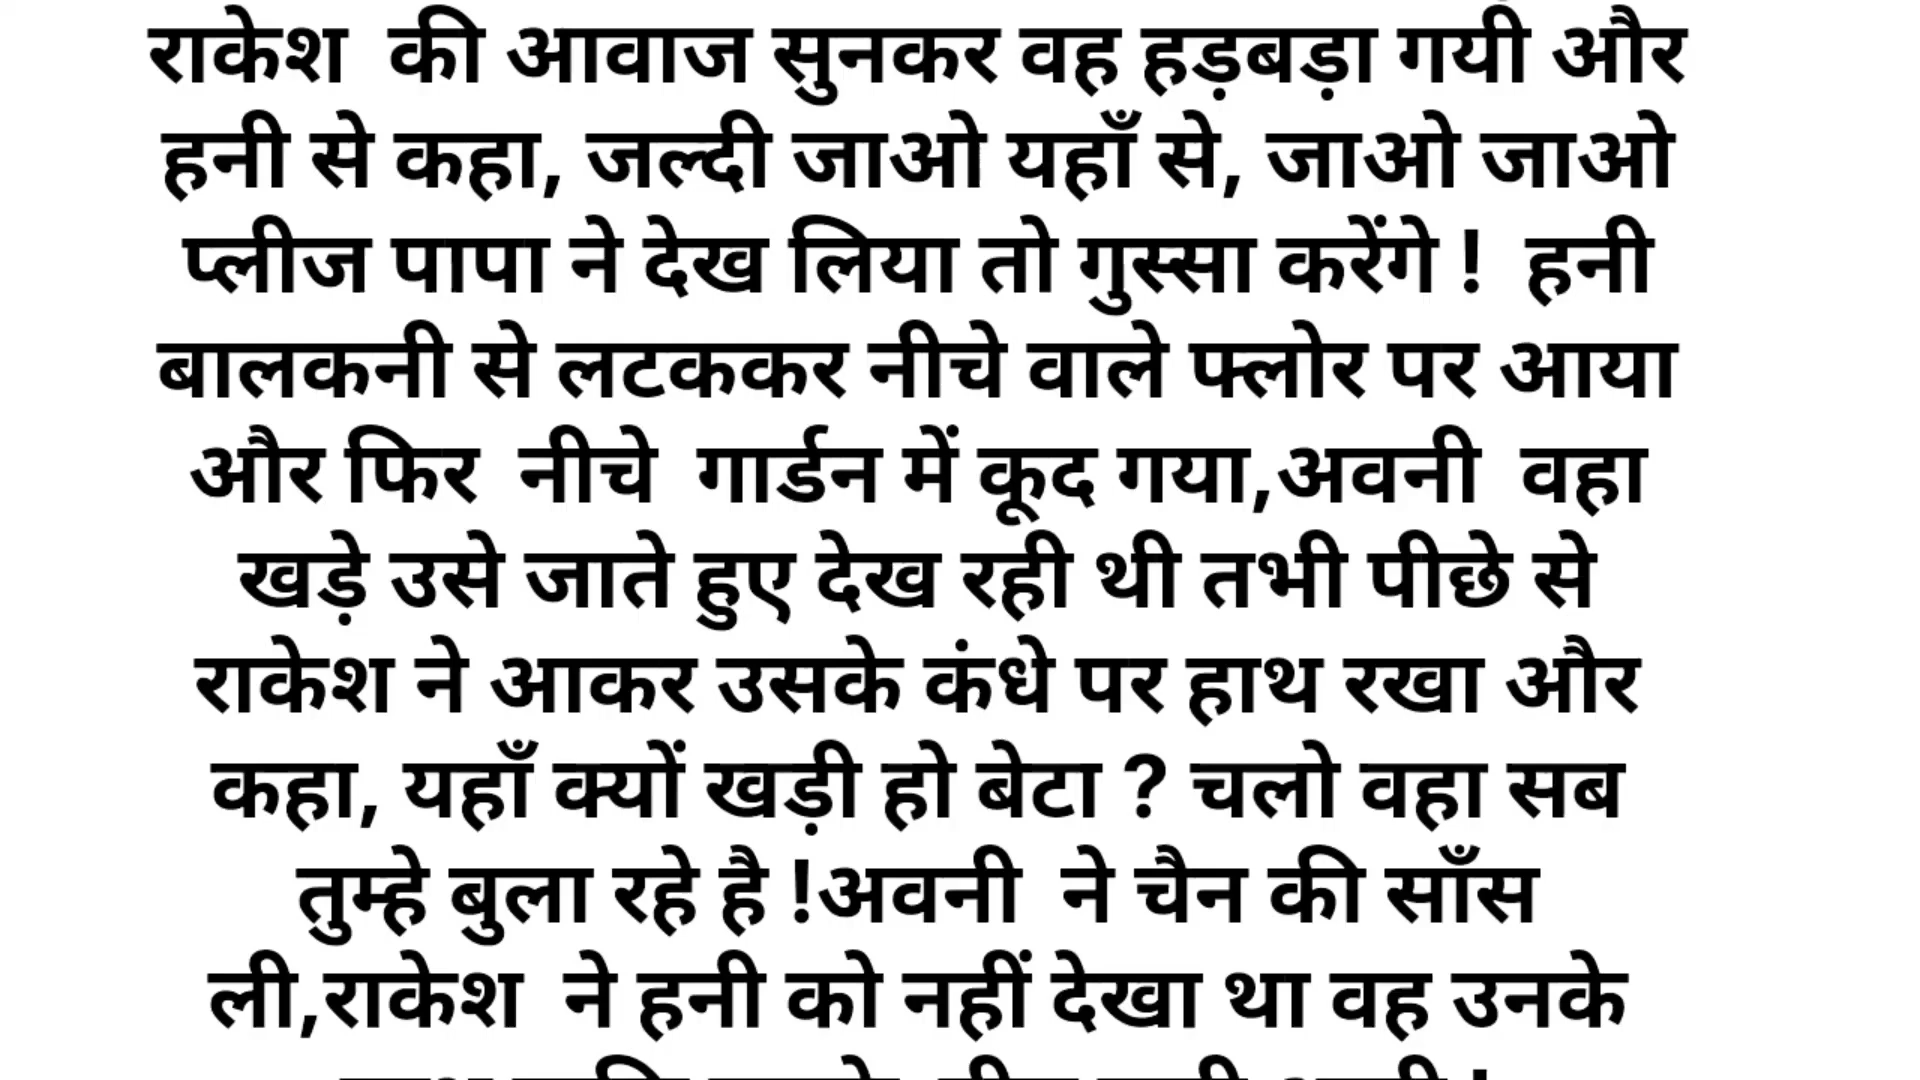 राकेश  की आवाज सुनकर वह हड़बड़ा गयी और
हनी से कहा, जल्दी जाओ यहाँ से, जाओ जाओ
प्लीज पापा ने देख लिया तो गुस्सा करेंगे !  हनी
बालकनी से लटककर नीचे वाले फ्लोर पर आया
और फिर  नीचे  गार्डन में कूद गया,अवनी  वहा
खड़े उसे जाते हुए देख रही थी तभी पीछे से
राकेश ने आकर उसके कंधे पर हाथ रखा और
कहा, यहाँ क्यों खड़ी हो बेटा ? चलो वहा सब
तुम्हे बुला रहे है !अवनी  ने चैन की साँस
ली,राकेश  ने हनी को नहीं देखा था वह उनके